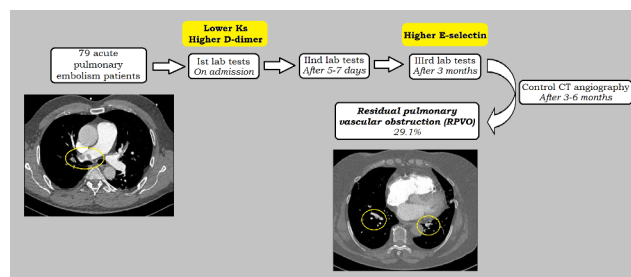 Lower Ks
Higher D-dimer
Higher E-selectin
79 acute
pulmonary
embolism patients
Ist lab tests
On admission
IInd lab tests
After 5-7 days
IIIrd lab tests
After 3 months
Control CT angiography
After 3-6 months
Residual pulmonary
vascular obstruction (RPVO)
29.1%